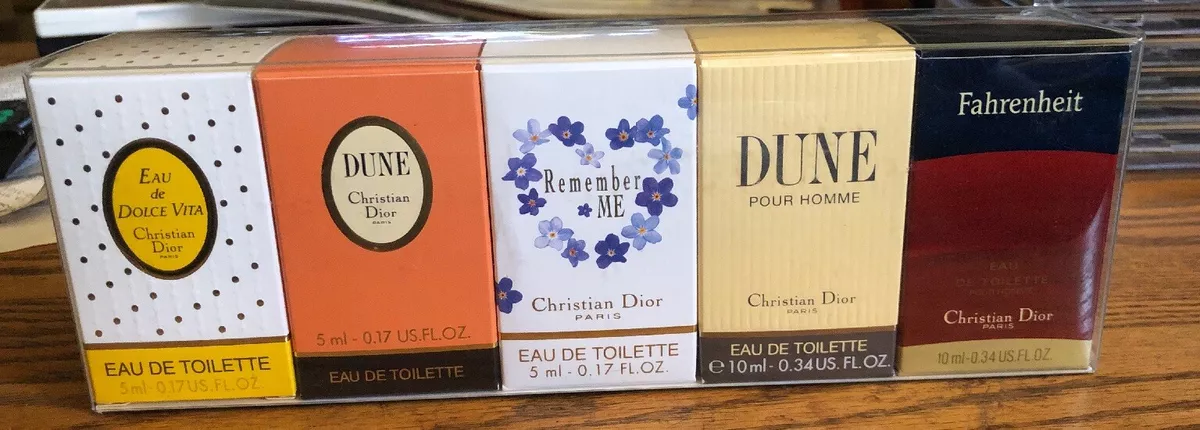 EAU
de
DOLCE VITA
Christian
Dior
PARIS
EAU DE TOILETTE
5 ml - 0,17 US.FL.OZ
DUNE
Christian
Dior
PARIS
5 ml - 0.17 US.FL.OZ.
EAU DE TOILETTE
Remember
ME
Christian Dior
PARIS
EAU DE TOILETTE
5 ml - 0,17 FL.OZ.
DUNE
POUR HOMME
Christian Dior
PARIS
EAU DE TOILETTE
℮ 10 ml - 0.34 US. FL.OZ.
Fahrenheit
EAU
DE TOILETTE
Christian Dior
PARIS
10 ml - 0.34 US.FL.OZ.